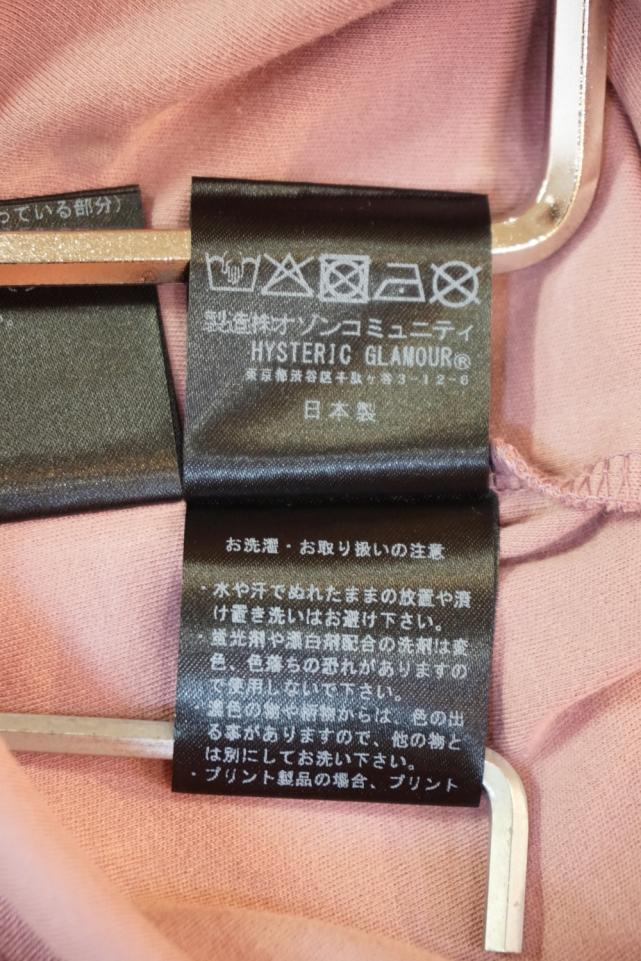 っている部分)
。
製造株オゾンコミュニティ
HYSTERIC GLAMOUR®
東京都渋谷区千駄ヶ谷3-12-6
日本製
お洗濯・お取り扱いの注意
・水や汗でぬれたままの放置や漬
け置き洗いはお避け下さい。
・蛍光剤や漂白剤配合の洗剤は変
色、色落ちの恐れがありますの
で使用しないで下さい。
・濃色の物や柄物からは、色の出
る事がありますので、他の物と
は別にしてお洗い下さい。
・プリント製品の場合、プリント